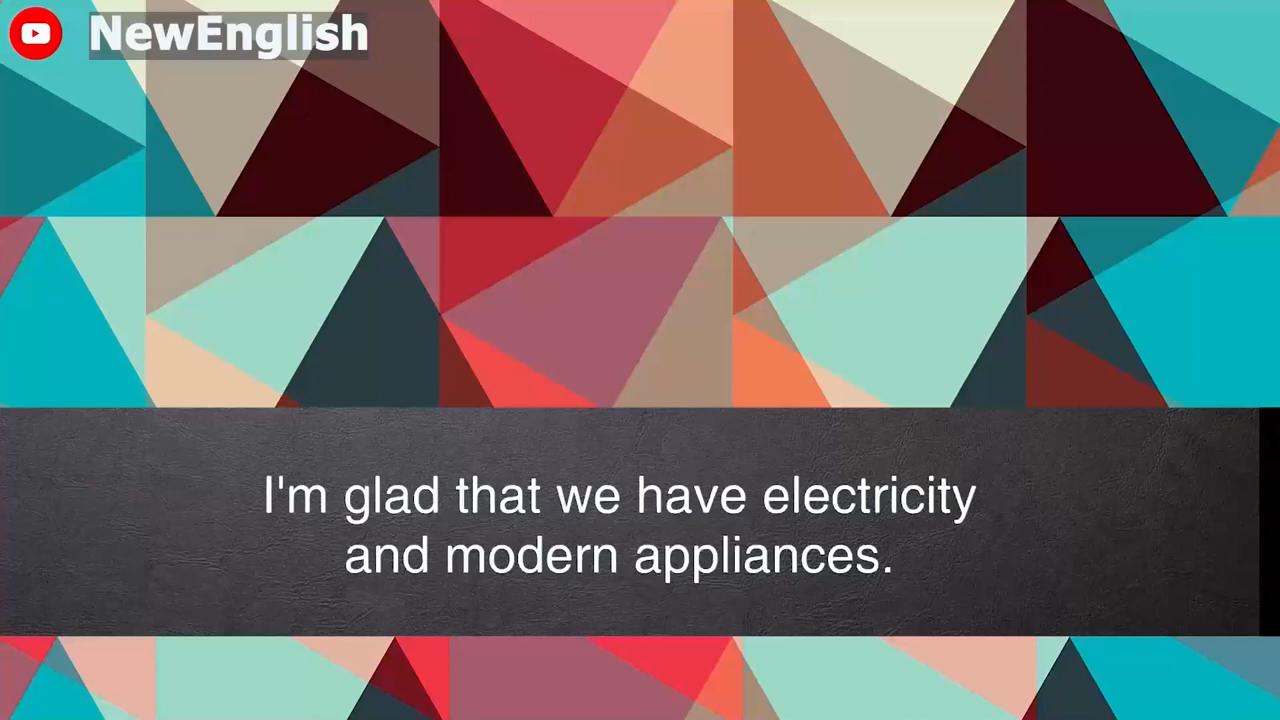 NewEnglish
I'm glad that we have electricity
and modern appliances.